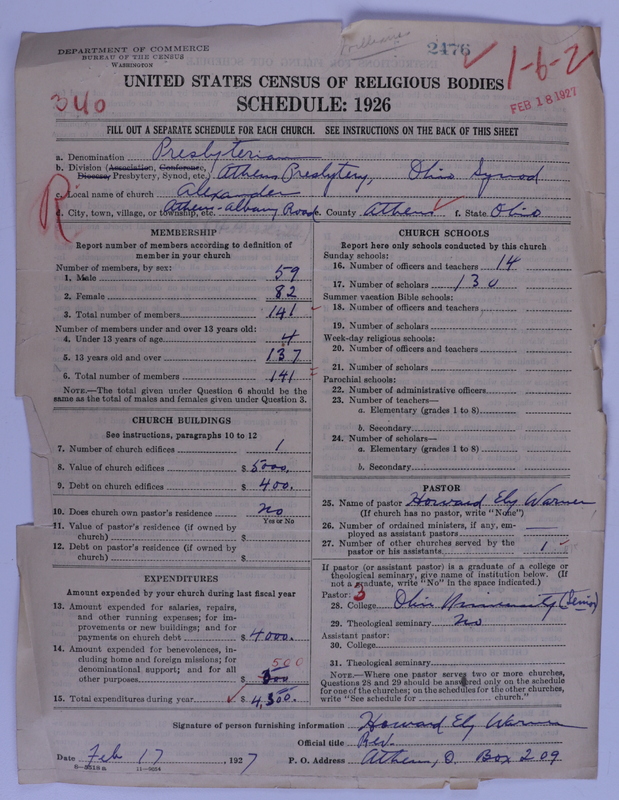 DEPARTMENT OF COMMERCE
BUREAU OF THE CENSUS
WASHINGTON
2476
1-6-2
340
FEB 18 1927
UNITED STATES CENSUS OF RELIGIOUS BODIES
SCHEDULE: 1926
FILL OUT A SEPARATE SCHEDULE FOR EACH CHURCH. SEE INSTRUCTIONS ON THE BACK OF THIS SHEET
a. Denomination Presbyterian
b. Division (Association, Conference,
Diocese, Presbytery, Synod, etc.) Athens Presbytery, Ohio Synod
R
c. Local name of church Alexander
d. City, town, village, or township, etc. Athens-Albany Road e. County Athens f. State Ohio
MEMBERSHIP
Report number of members according to definition of
member in your church
Number of members, by sex:
1. Male 59
2. Female 82
3. Total number of members 141
Number of members under and over 13 years old:
4. Under 13 years of age 4
5. 13 years old and over 137
6. Total number of members 141
NOTE.—The total given under Question 6 should be the
same as the total of males and females given under Question 3.
CHURCH BUILDINGS
See instructions, paragraphs 10 to 12
7. Number of church edifices 1
8. Value of church edifices $ 5000.
9. Debt on church edifices $ 400.
10. Does church own pastor's residence No
Yes or No
11. Value of pastor's residence (if owned by
church) $
12. Debt on pastor's residence (if owned by
church) $
EXPENDITURES
Amount expended by your church during last fiscal year
13. Amount expended for salaries, repairs,
and other running expenses; for im-
provements or new buildings; and for
payments on church debt $ 4000.
14. Amount expended for benevolences, in-
cluding home and foreign missions; for
denominational support; and for all
other purposes $ 500
15. Total expenditures during year $ 4,500.
CHURCH SCHOOLS
Report here only schools conducted by this church
Sunday schools:
16. Number of officers and teachers 14
17. Number of scholars 130
Summer vacation Bible schools:
18. Number of officers and teachers
19. Number of scholars
Week-day religious schools:
20. Number of officers and teachers
21. Number of scholars
Parochial schools:
22. Number of administrative officers
23. Number of teachers—
a. Elementary (grades 1 to 8)
b. Secondary
24. Number of scholars—
a. Elementary (grades 1 to 8)
b. Secondary
PASTOR
25. Name of pastor Howard Ely Warner
(If church has no pastor, write "None")
26. Number of ordained ministers, if any, em-
ployed as assistant pastors —
27. Number of other churches served by the
pastor or his assistants 1
If pastor (or assistant pastor) is a graduate of a college or
theological seminary, give name of institution below. (If
not a graduate, write "No" in the space indicated.)
Pastor: 3
28. College Ohio University (Senior)
29. Theological seminary No
Assistant pastor:
30. College
31. Theological seminary
NOTE.—Where one pastor serves two or more churches,
Questions 28 and 29 should be answered only on the schedule
for one of the churches; on the schedules for the other churches,
write "See schedule for church."
Signature of person furnishing information Howard Ely Warner
Official title Rev.
Date Feb 17, 1927
P. O. Address Athens, O. Box 209